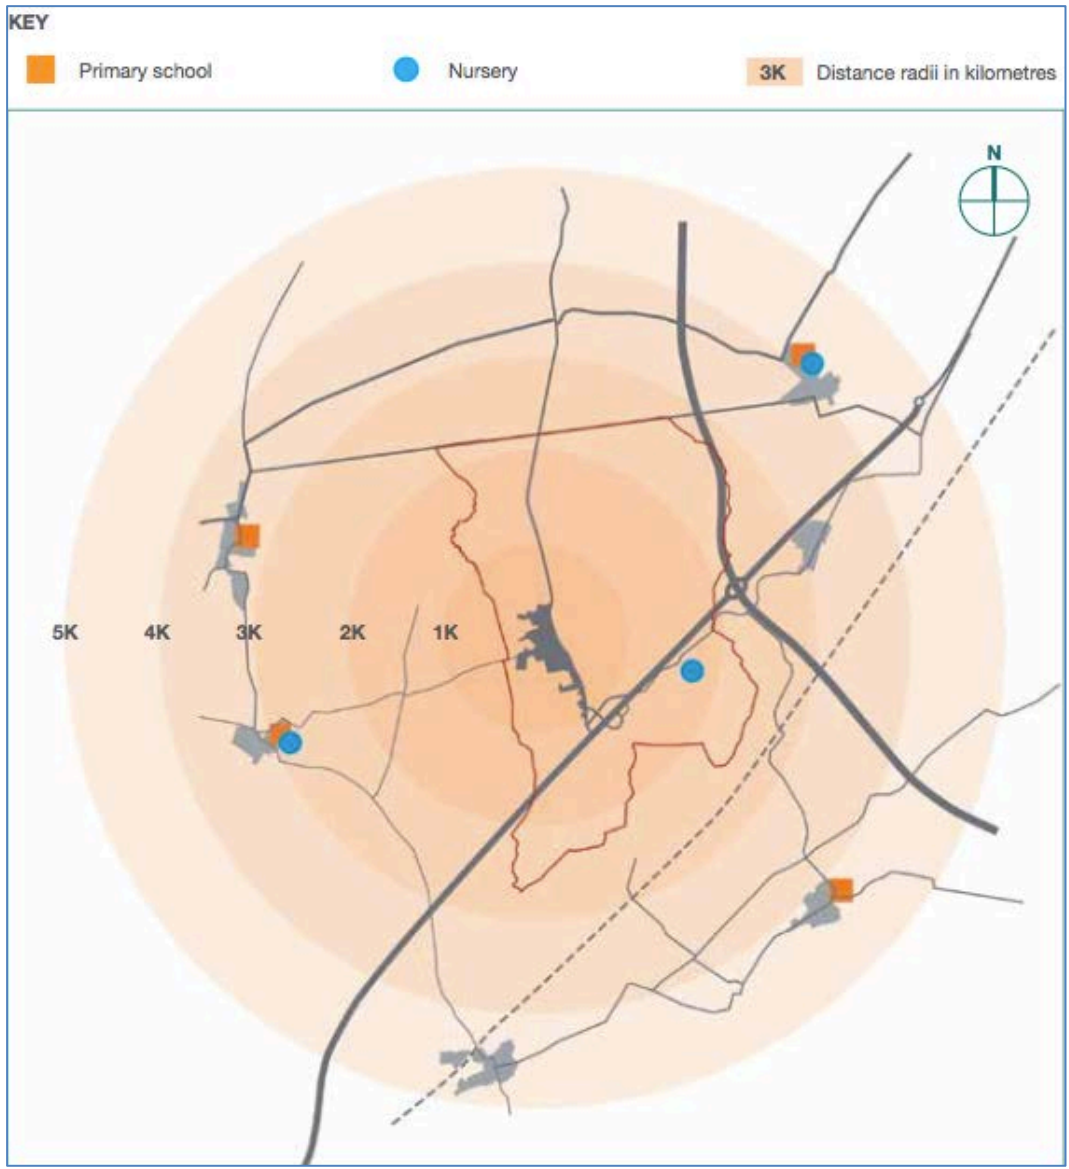 KEY
Primary school
Nursery
3K Distance radii in kilometres
N
5K 4K 3K 2K 1K